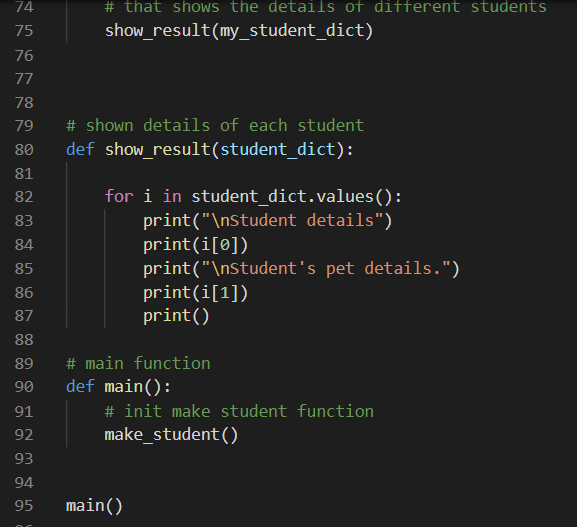 74 # that shows the details of different students
75 show_result(my_student_dict)
76
77
78
79 # shown details of each student
80 def show_result(student_dict):
81
82 for i in student_dict.values():
83 print("\nStudent details")
84 print(i[0])
85 print("\nStudent's pet details.")
86 print(i[1])
87 print()
88
89 # main function
90 def main():
91 # init make student function
92 make_student()
93
94
95 main()